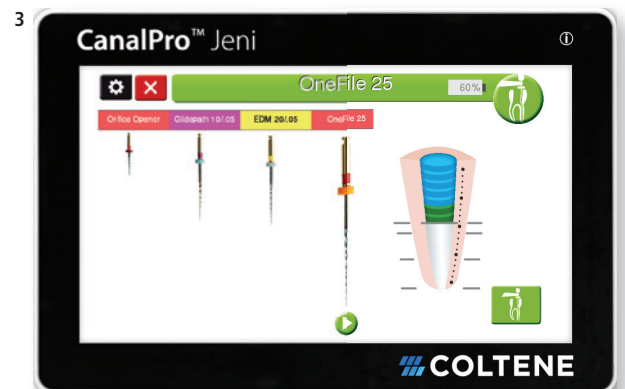 3
CanalPro™ Jeni
OneFile 25
60%
Orifice Opener Glidepath 10/.05 EDM 20/.05 OneFile 25
COLTENE